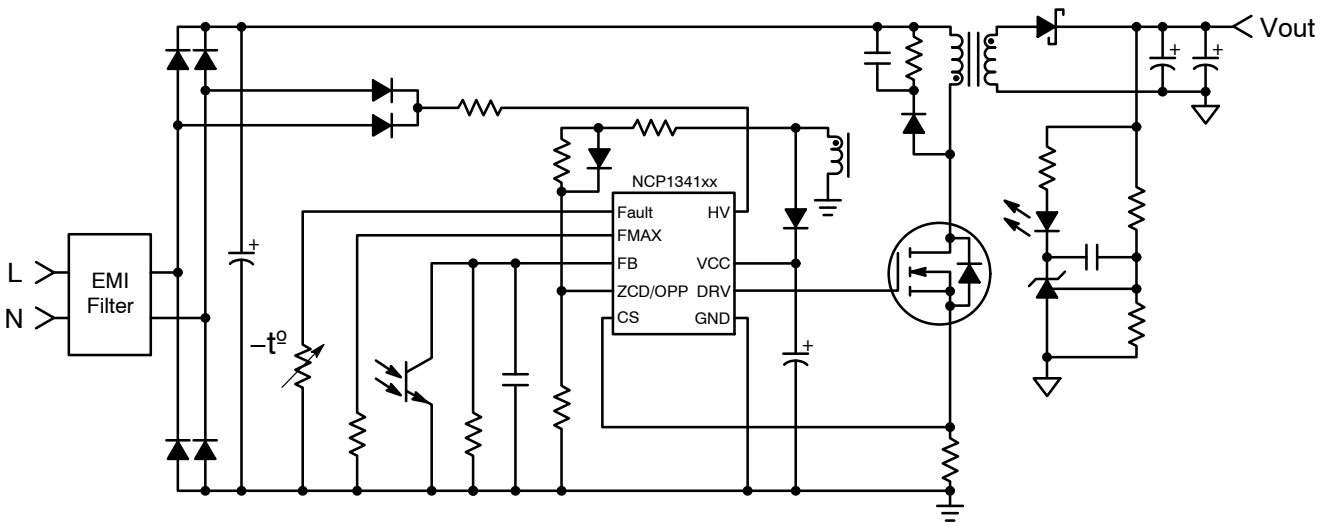 Vout
NCP1341xx
Fault
HV
FMAX
L
EMI
Filter
FB
VCC
N
ZCD/OPP
DRV
CS
GND
–tº
+
+
+
+